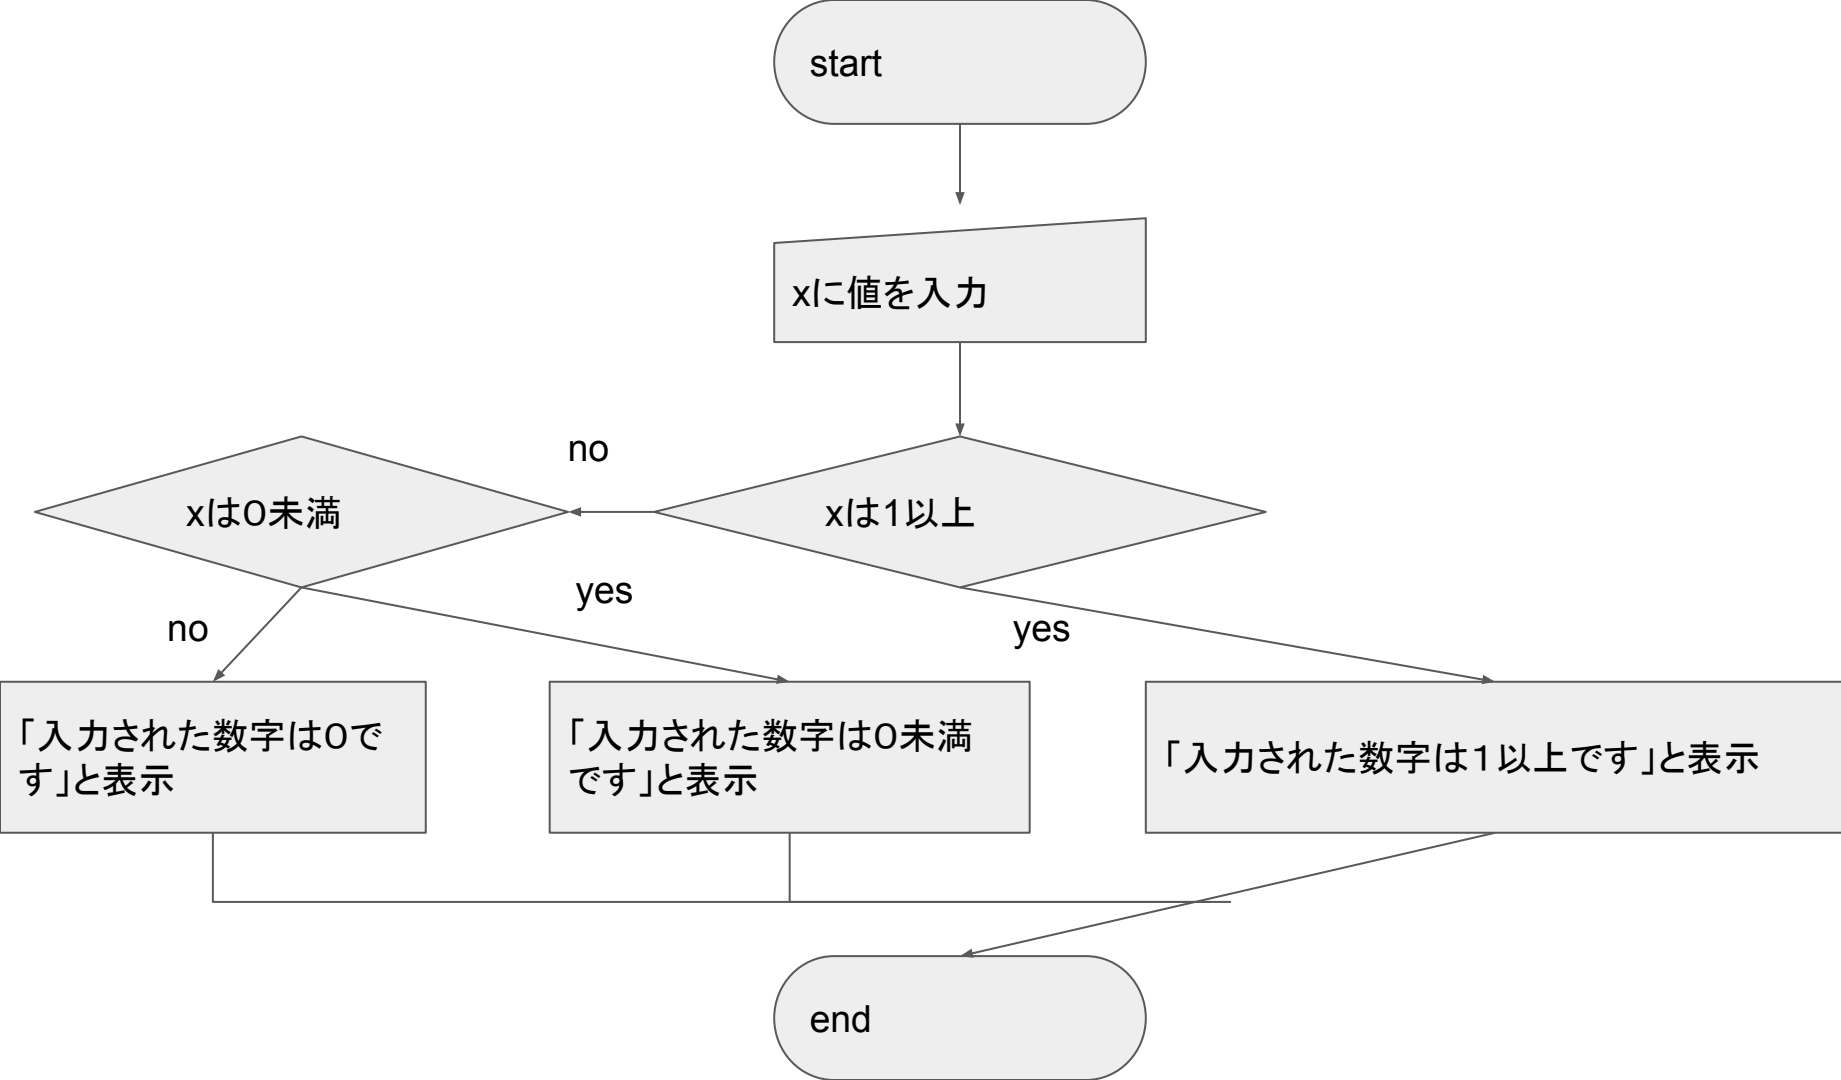 start
xに値を入力
no
xは0未満
xは1以上
yes
no
yes
「入力された数字は0で
す」と表示
「入力された数字は0未満
です」と表示
「入力された数字は１以上です」と表示
end